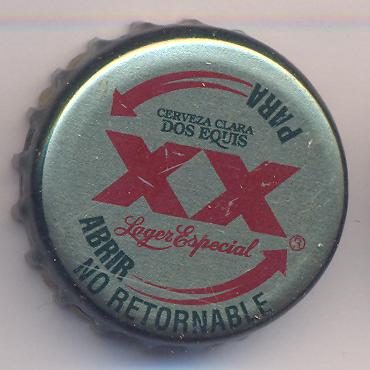 PARA
CERVEZA CLARA
DOS EQUIS
XX
Lager Especial
ABRIR
NO RETORNABLE